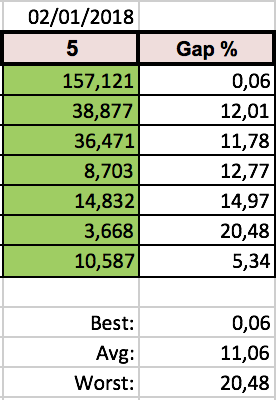 02/01/2018
5 Gap %
157,121 0,06
38,877 12,01
36,471 11,78
8,703 12,77
14,832 14,97
3,668 20,48
10,587 5,34
Best: 0,06
Avg: 11,06
Worst: 20,48